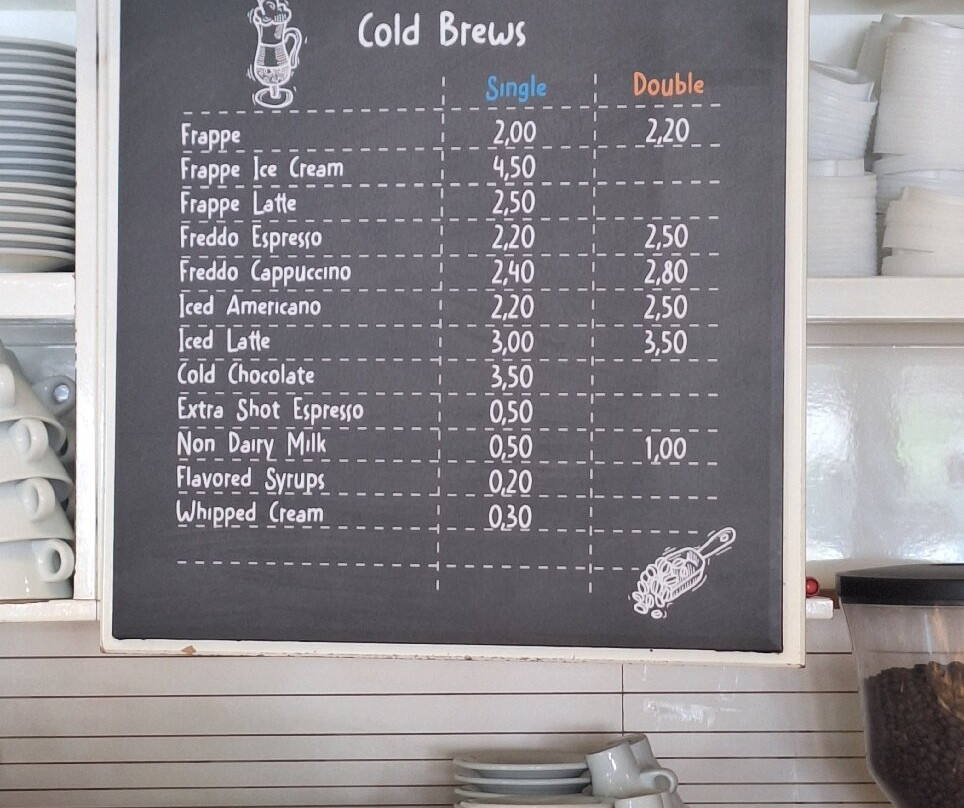 Cold Brews
Single Double
Frappe 2,00 2,20
Frappe Ice Cream 4,50
Frappe Latte 2,50
Freddo Espresso 2,20 2,50
Freddo Cappuccino 2,40 2,80
Iced Americano 2,20 2,50
Iced Latte 3,00 3,50
Cold Chocolate 3,50
Extra Shot Espresso 0,50
Non Dairy Milk 0,50 1,00
Flavored Syrups 0,20
Whipped Cream 0,30